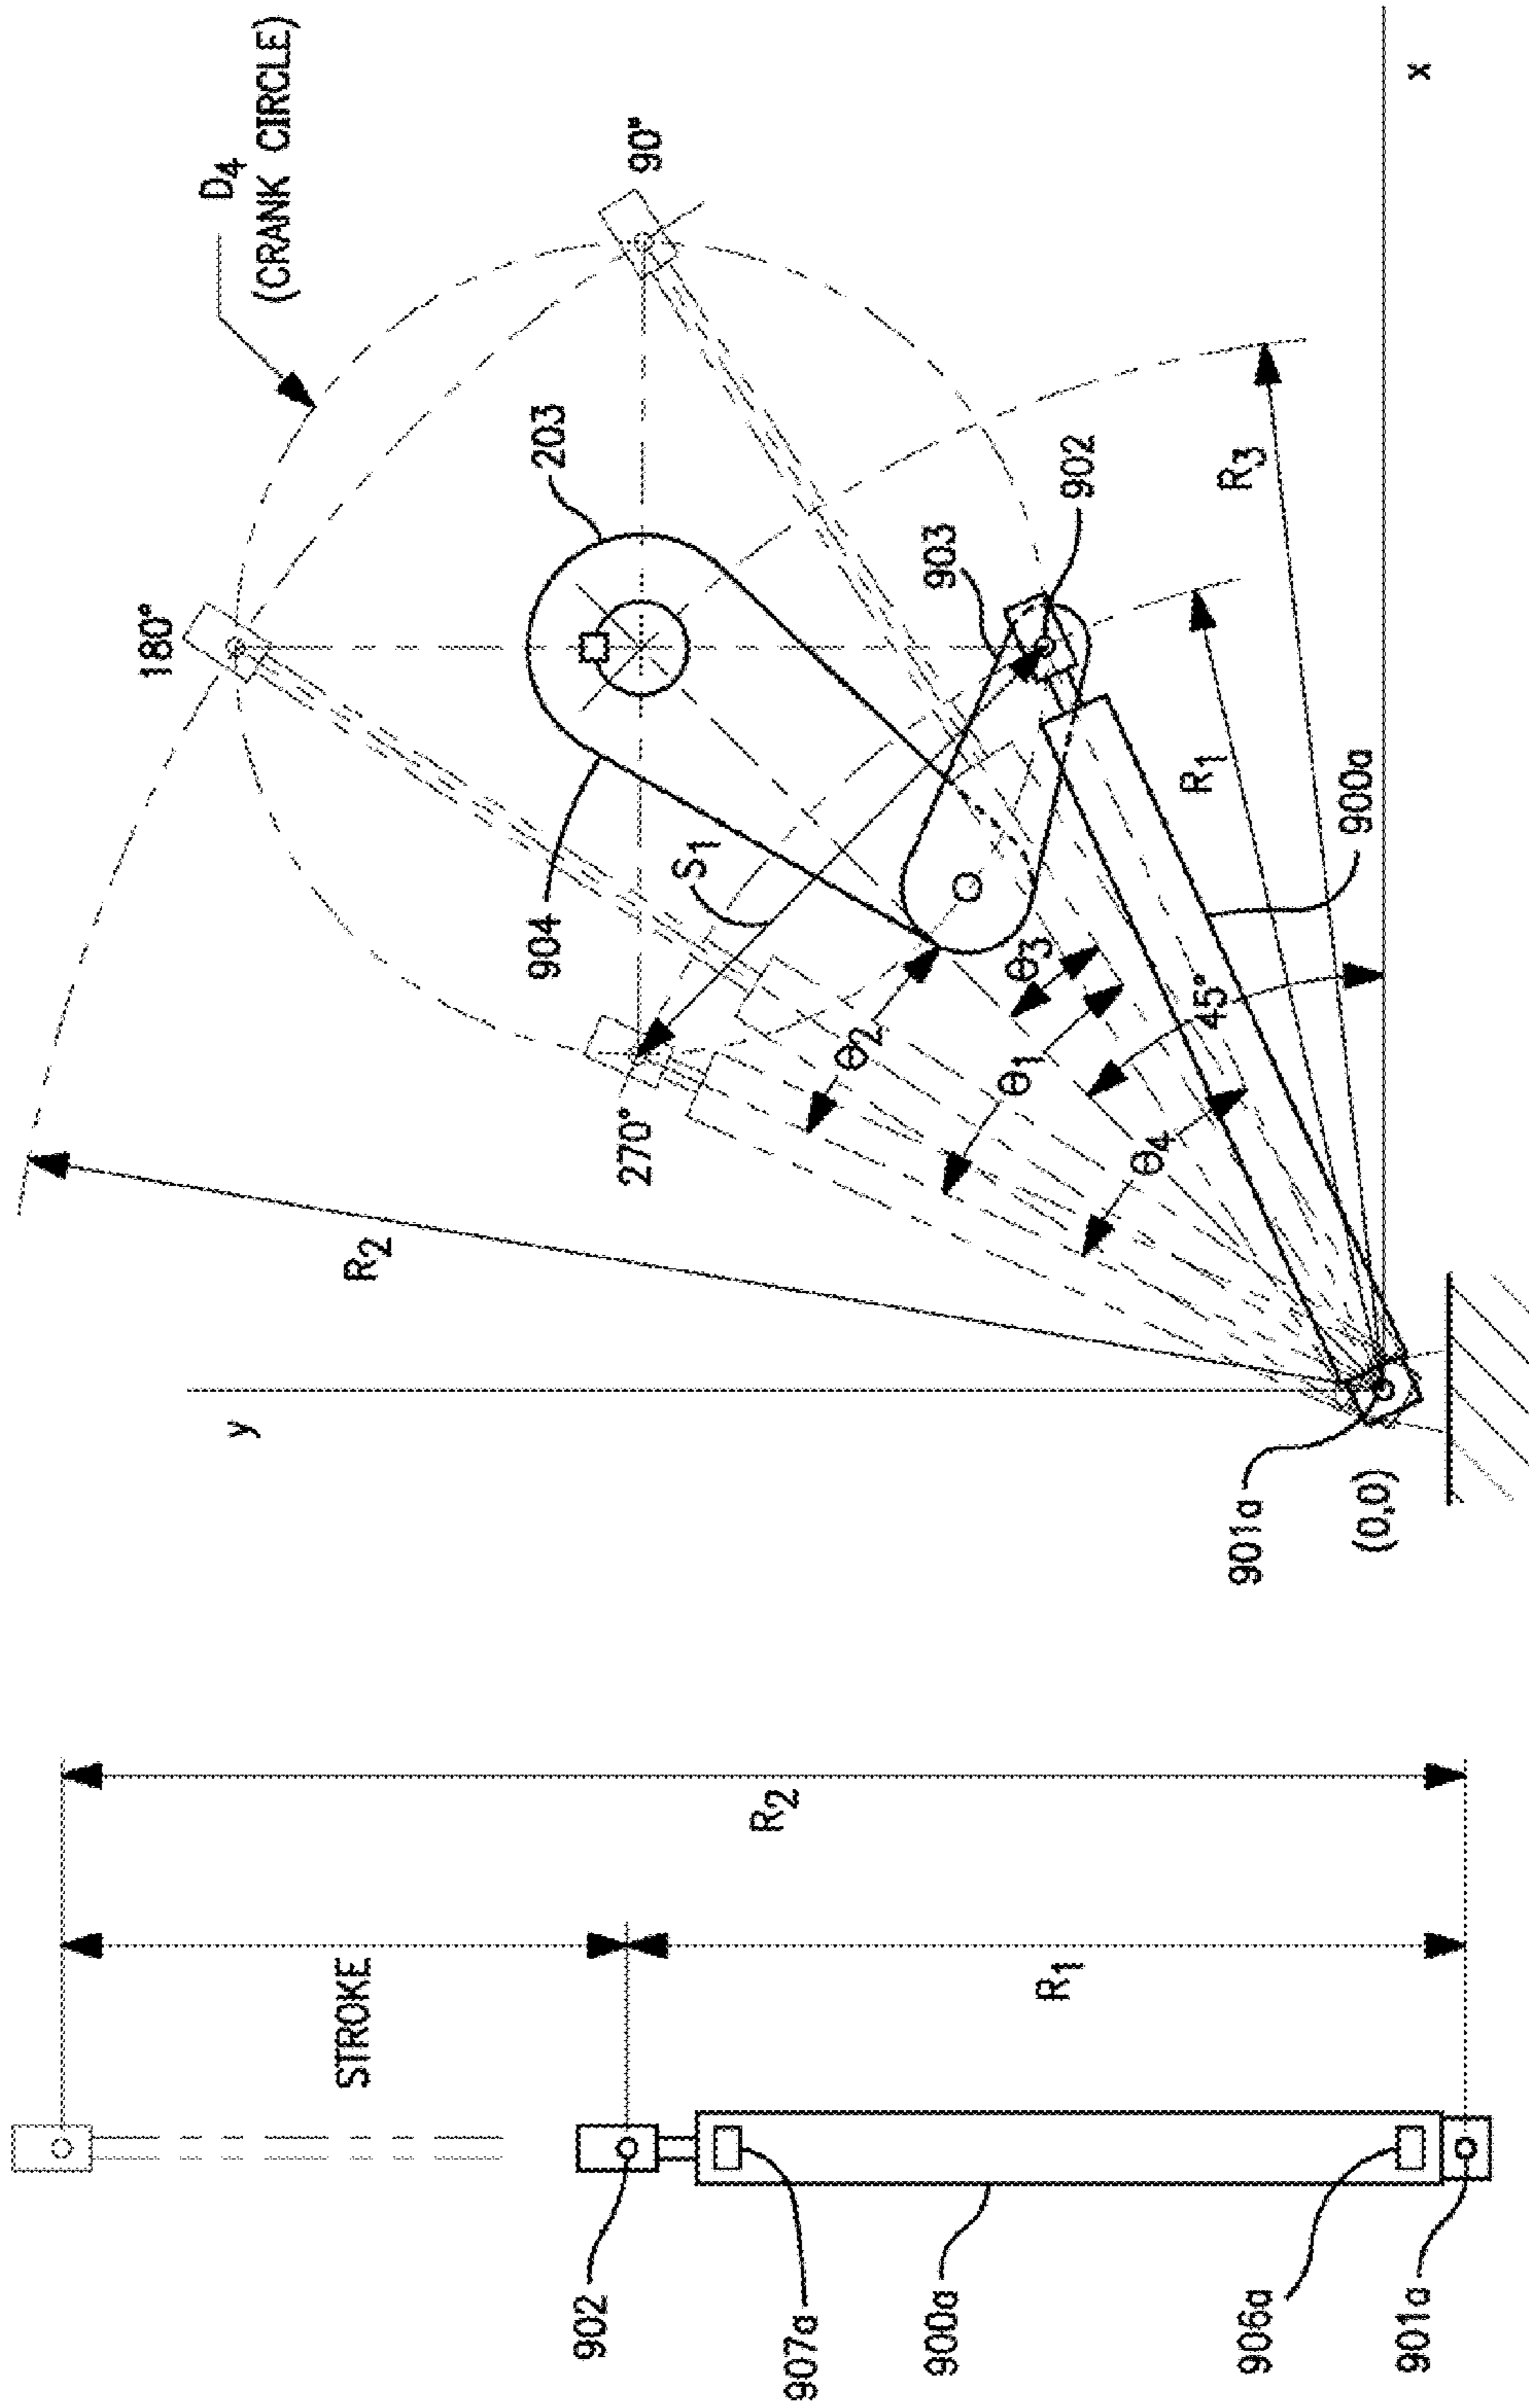 D4
(CRANK CIRCLE)
180°
90°
203
904
S1
903
902
270°
R2
θ2
θ3
θ1
45°
θ4
R3
R1
900a
y
x
901a
(0,0)
STROKE
R2
R1
902
907a
900a
906a
901a